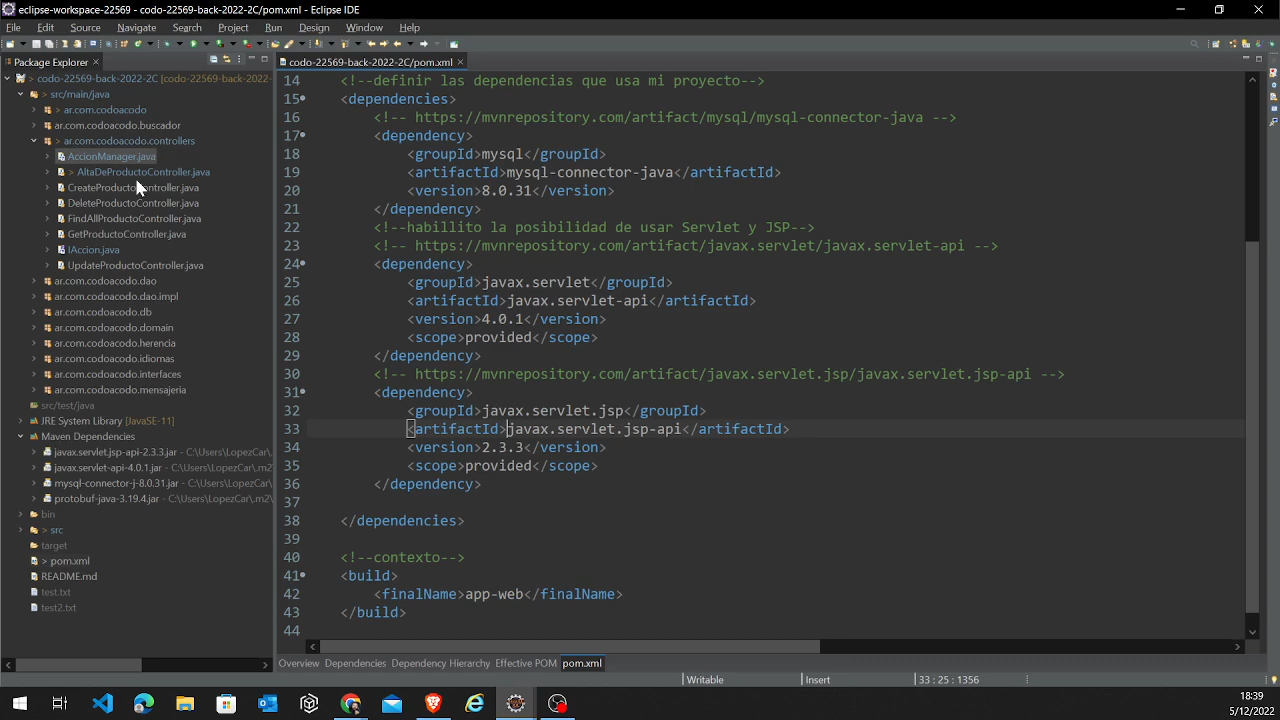 eclipse-workspace-22569 - codo-22569-back-2022-2C/pom.xml - Eclipse IDE
File Edit Source Navigate Search Project Run Design Window Help
Package Explorer ×
codo-22569-back-2022-2C/pom.xml ×
> codo-22569-back-2022-2C [codo-22569-back-2022-
> src/main/java
> ar.com.codoacodo
ar.com.codoacodo.buscador
> ar.com.codoacodo.controllers
AccionManager.java
> AltaDeProductoController.java
CreateProductoController.java
DeleteProductoController.java
FindAllProductoController.java
GetProductoController.java
IAccion.java
UpdateProductoController.java
ar.com.codoacodo.dao
ar.com.codoacodo.dao.impl
ar.com.codoacodo.db
ar.com.codoacodo.domain
ar.com.codoacodo.herencia
ar.com.codoacodo.idiomas
ar.com.codoacodo.interfaces
ar.com.codoacodo.mensajeria
src/test/java
JRE System Library [JavaSE-11]
Maven Dependencies
javax.servlet.jsp-api-2.3.3.jar - C:\Users\LopezCar\
javax.servlet-api-4.0.1.jar - C:\Users\LopezCar\.m
mysql-connector-j-8.0.31.jar - C:\Users\LopezCar\
protobuf-java-3.19.4.jar - C:\Users\LopezCar\.m2\
bin
> src
target
> pom.xml
README.md
test.txt
test2.txt
14 <!--definir las dependencias que usa mi proyecto-->
15 <dependencies>
16 <!-- https://mvnrepository.com/artifact/mysql/mysql-connector-java -->
17 <dependency>
18 <groupId>mysql</groupId>
19 <artifactId>mysql-connector-java</artifactId>
20 <version>8.0.31</version>
21 </dependency>
22 <!--habillito la posibilidad de usar Servlet y JSP-->
23 <!-- https://mvnrepository.com/artifact/javax.servlet/javax.servlet-api -->
24 <dependency>
25 <groupId>javax.servlet</groupId>
26 <artifactId>javax.servlet-api</artifactId>
27 <version>4.0.1</version>
28 <scope>provided</scope>
29 </dependency>
30 <!-- https://mvnrepository.com/artifact/javax.servlet.jsp/javax.servlet.jsp-api -->
31 <dependency>
32 <groupId>javax.servlet.jsp</groupId>
33 <artifactId>javax.servlet.jsp-api</artifactId>
34 <version>2.3.3</version>
35 <scope>provided</scope>
36 </dependency>
37
38 </dependencies>
39
40 <!--contexto-->
41 <build>
42 <finalName>app-web</finalName>
43 </build>
44
Overview Dependencies Dependency Hierarchy Effective POM pom.xml
Writable Insert 33 : 25 : 1356
18:39
5/12/2022